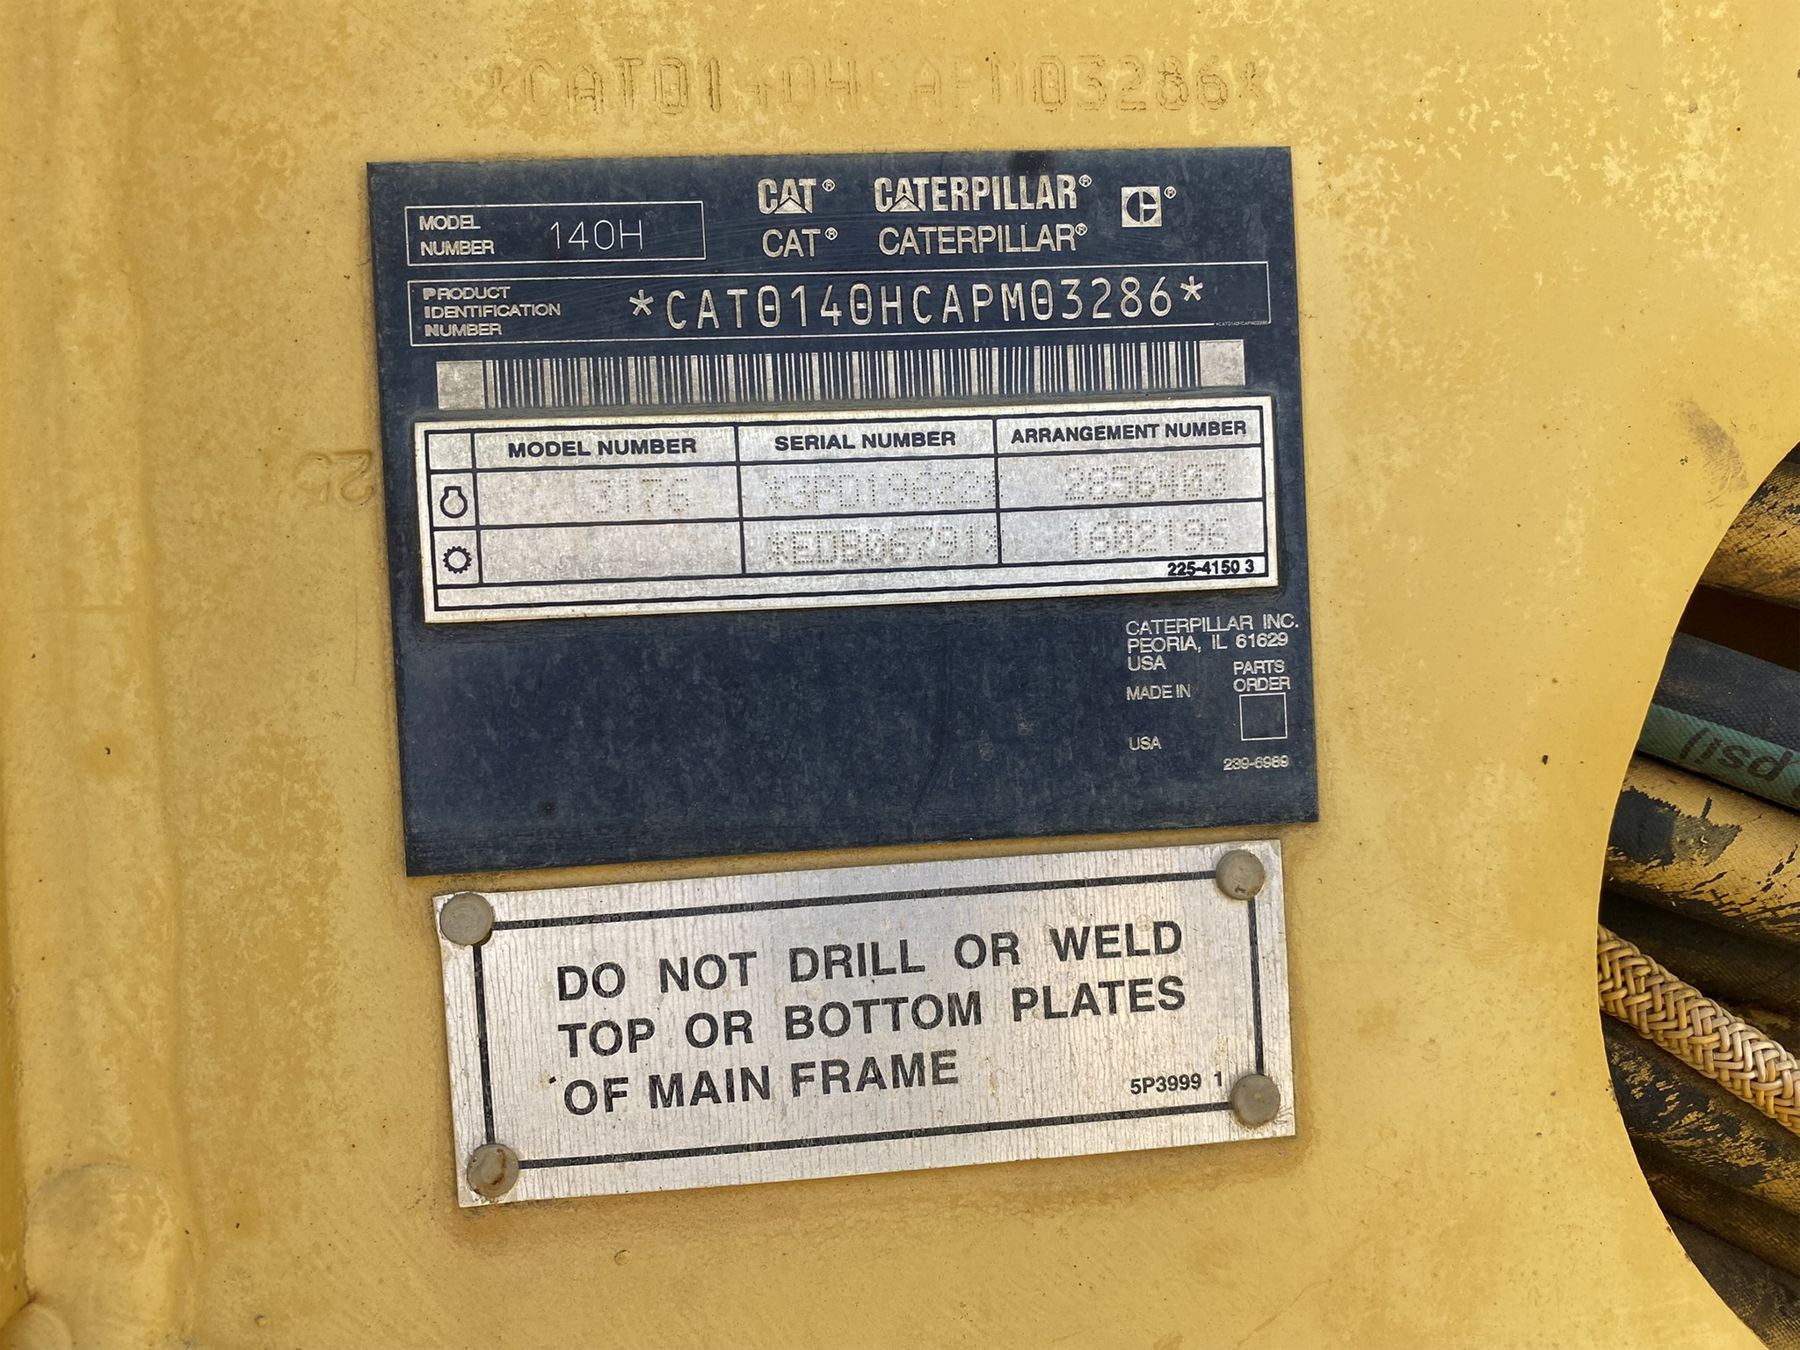 *CAT0140HCAPM03286*
CAT® CATERPILLAR® ®
MODEL NUMBER 140H
CAT® CATERPILLAR®
PRODUCT IDENTIFICATION NUMBER *CAT0140HCAPM03286*
MODEL NUMBER SERIAL NUMBER ARRANGEMENT NUMBER
3176 2856403
1602196
225-4150 3
CATERPILLAR INC.
PEORIA, IL 61629
USA
PARTS
ORDER
MADE IN
USA
239-6989
DO NOT DRILL OR WELD
TOP OR BOTTOM PLATES
OF MAIN FRAME
5P3999 1
psi)